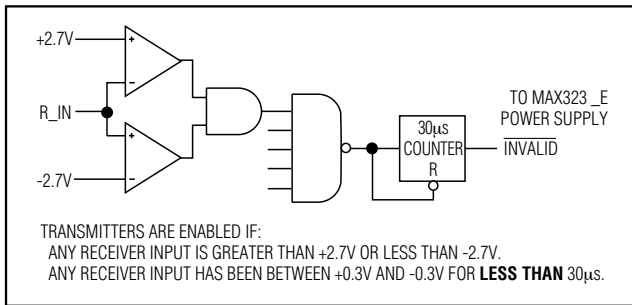 +2.7V
+
-
R_IN
+
-
-2.7V
30µs
COUNTER
R
TO MAX323 _E
POWER SUPPLY
INVALID
TRANSMITTERS ARE ENABLED IF:
ANY RECEIVER INPUT IS GREATER THAN +2.7V OR LESS THAN -2.7V.
ANY RECEIVER INPUT HAS BEEN BETWEEN +0.3V AND -0.3V FOR LESS THAN 30µs.